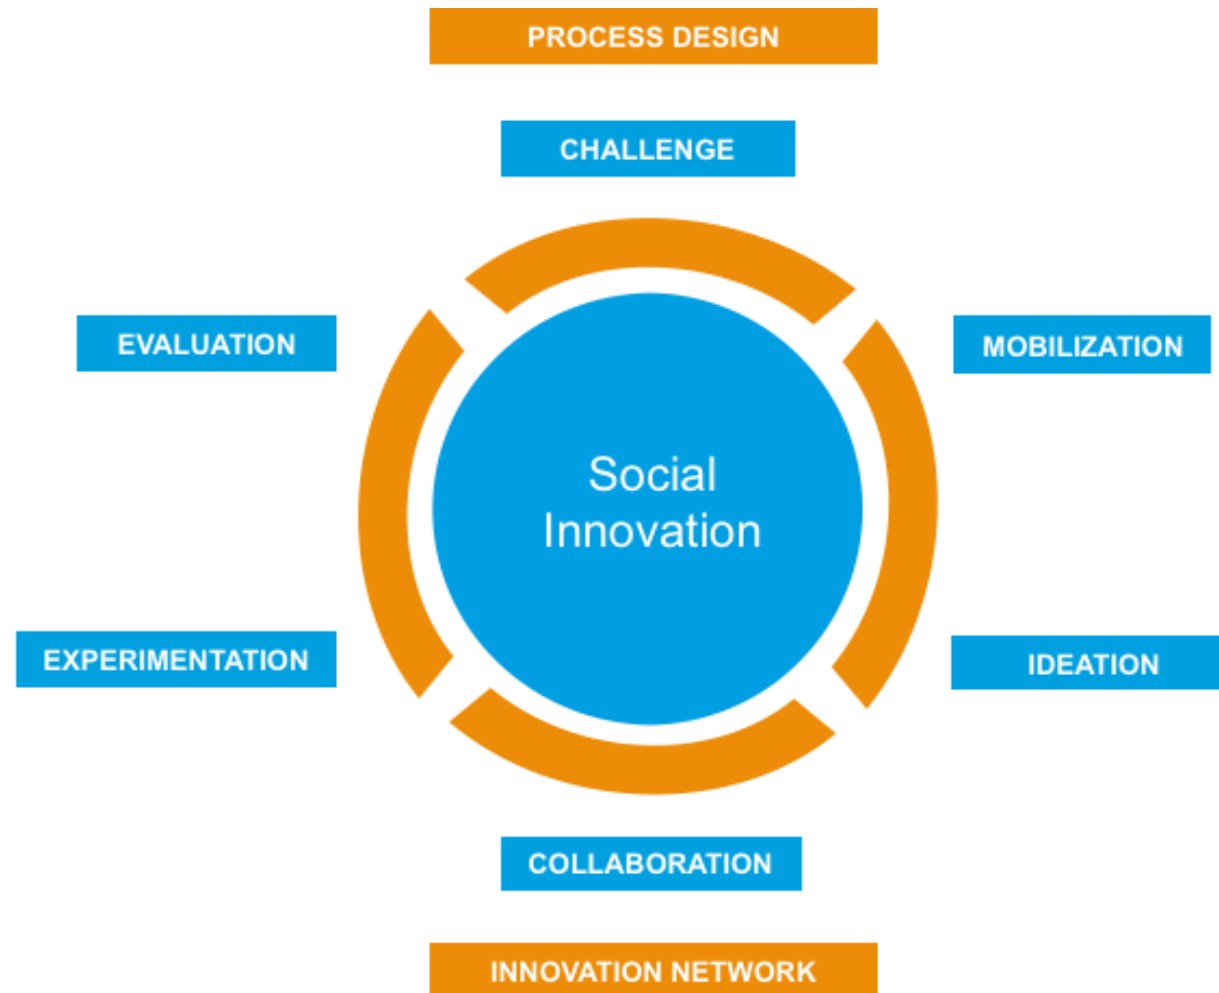 PROCESS DESIGN
CHALLENGE
EVALUATION
MOBILIZATION
Social
Innovation
EXPERIMENTATION
IDEATION
COLLABORATION
INNOVATION NETWORK